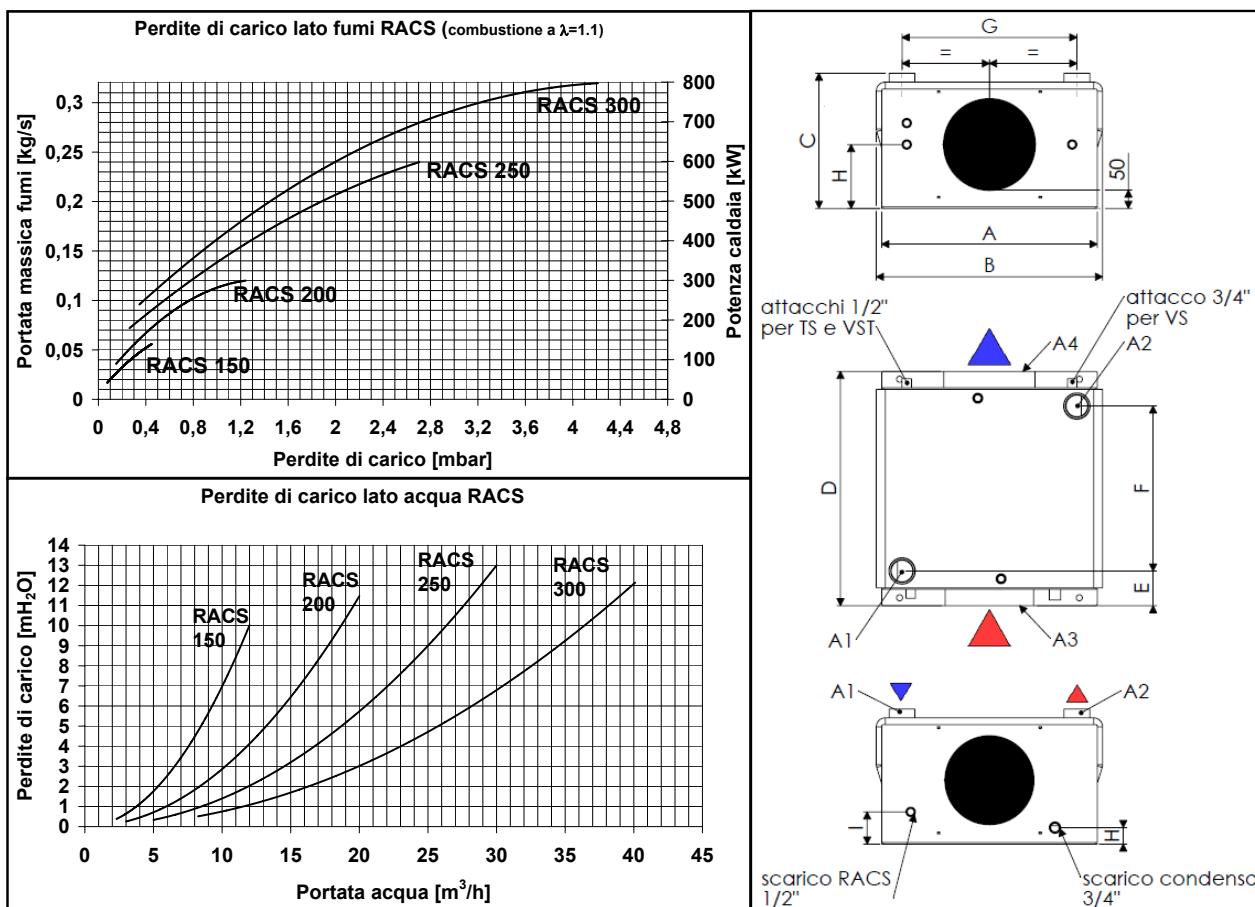 Perdite di carico lato fumi RACS (combustione a λ=1.1)
Portata massica fumi [kg/s]
0,3
0,25
0,2
0,15
0,1
0,05
0
RACS 300
RACS 250
RACS 200
RACS 150
800
700
600
500
400
300
200
100
0
Potenza caldaia [kW]
0 0,4 0,8 1,2 1,6 2 2,4 2,8 3,2 3,6 4 4,4 4,8
Perdite di carico [mbar]
Perdite di carico lato acqua RACS
Perdite di carico [mH₂O]
14
13
12
11
10
9
8
7
6
5
4
3
2
1
0
RACS
150
RACS
200
RACS
250
RACS
300
0 5 10 15 20 25 30 35 40 45
Portata acqua [m³/h]
G
= =
C
H
50
A
B
attacchi 1/2"
per TS e VST
attacco 3/4"
per VS
A4
A2
D
F
E
A1
A3
A1
A2
I
H
scarico RACS
1/2"
scarico condensa
3/4"